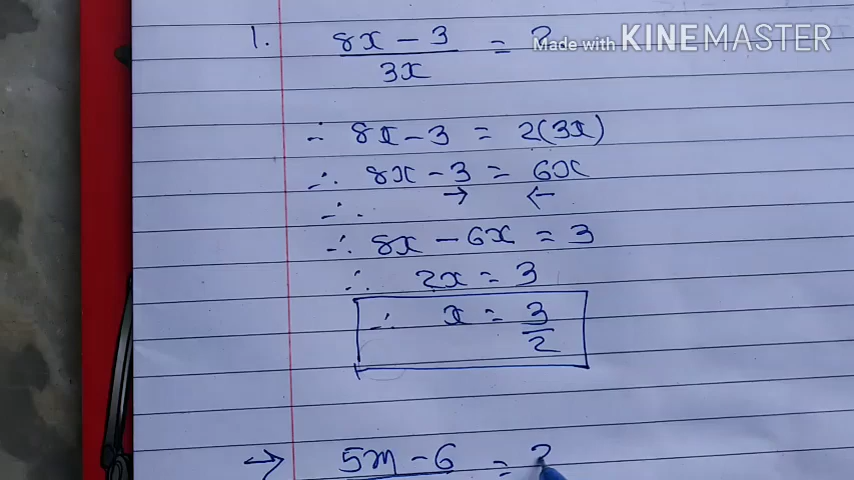 1. 8x - 3 / 3x = 2
Made with KINEMASTER
∴ 8x - 3 = 2(3x)
∴ 8x - 3 = 6x
→ ←
∴
∴ 8x - 6x = 3
∴ 2x = 3
∴ x = 3/2
→ 5m - 6 =